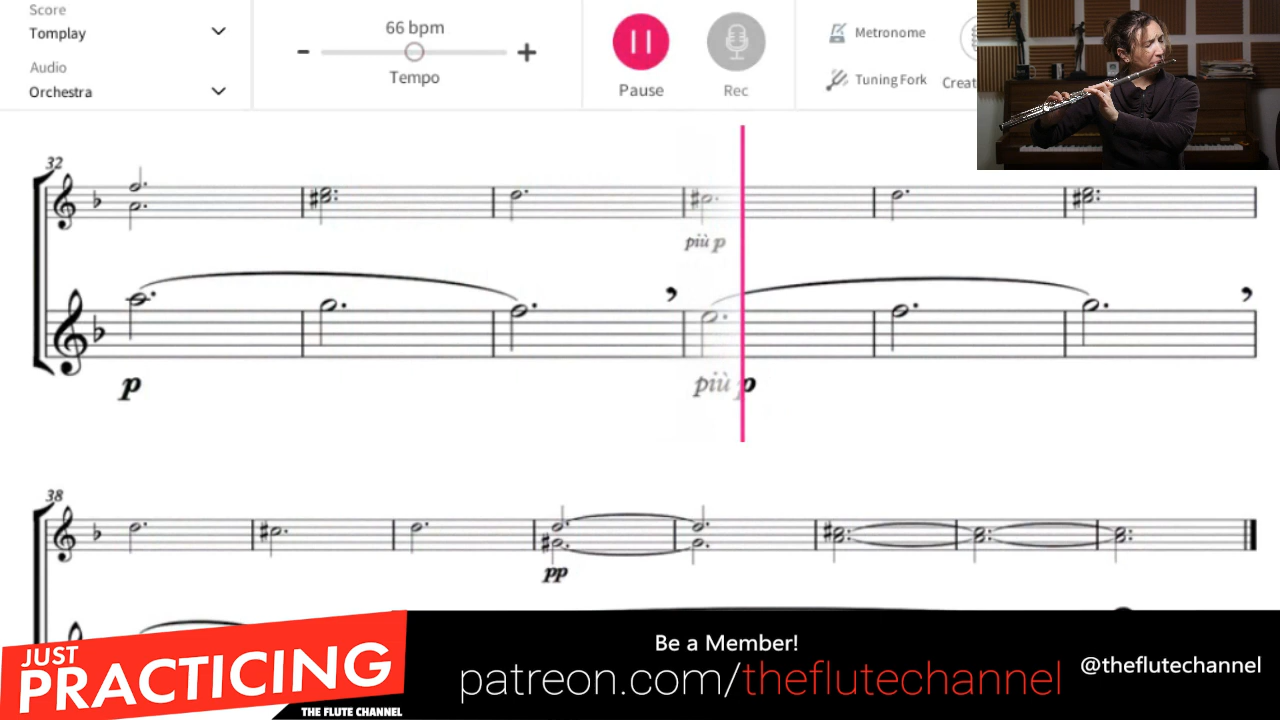 Score
Tomplay
Audio
Orchestra
66 bpm
Tempo
Pause
Rec
Metronome
Tuning Fork
Creat
32
più p
p
più p
38
pp
JUST
PRACTICING
THE FLUTE CHANNEL
Be a Member!
patreon.com/theflutechannel
@theflutechannel